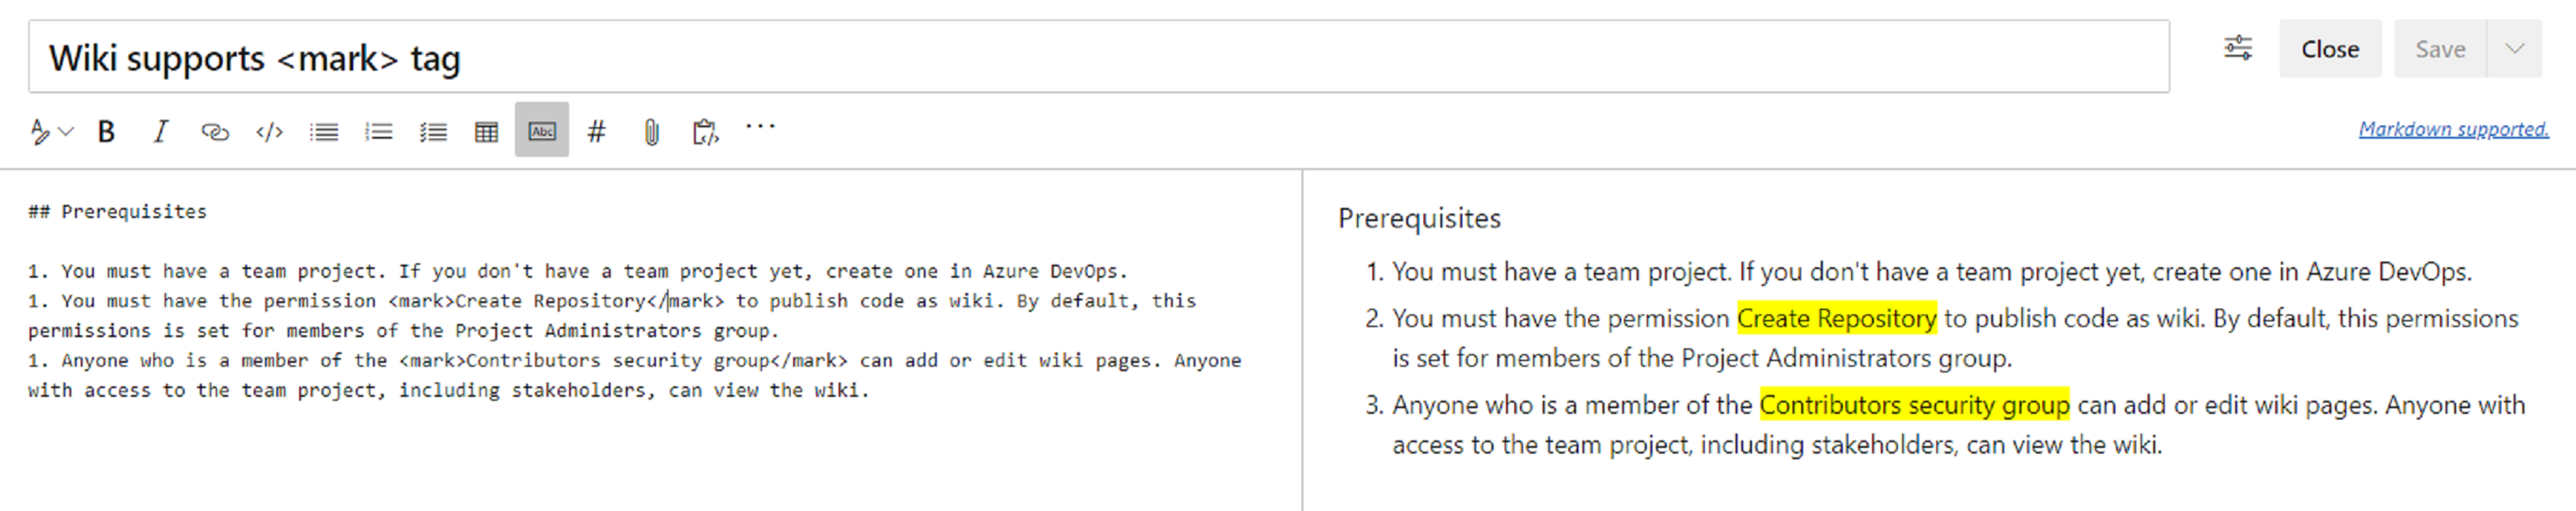 Wiki supports <mark> tag
Close
Save
B I </> Abc # ...
Markdown supported.
## Prerequisites
1. You must have a team project. If you don't have a team project yet, create one in Azure DevOps.
1. You must have the permission <mark>Create Repository</mark> to publish code as wiki. By default, this
permissions is set for members of the Project Administrators group.
1. Anyone who is a member of the <mark>Contributors security group</mark> can add or edit wiki pages. Anyone
with access to the team project, including stakeholders, can view the wiki.
Prerequisites
1. You must have a team project. If you don't have a team project yet, create one in Azure DevOps.
2. You must have the permission Create Repository to publish code as wiki. By default, this permissions
is set for members of the Project Administrators group.
3. Anyone who is a member of the Contributors security group can add or edit wiki pages. Anyone with
access to the team project, including stakeholders, can view the wiki.